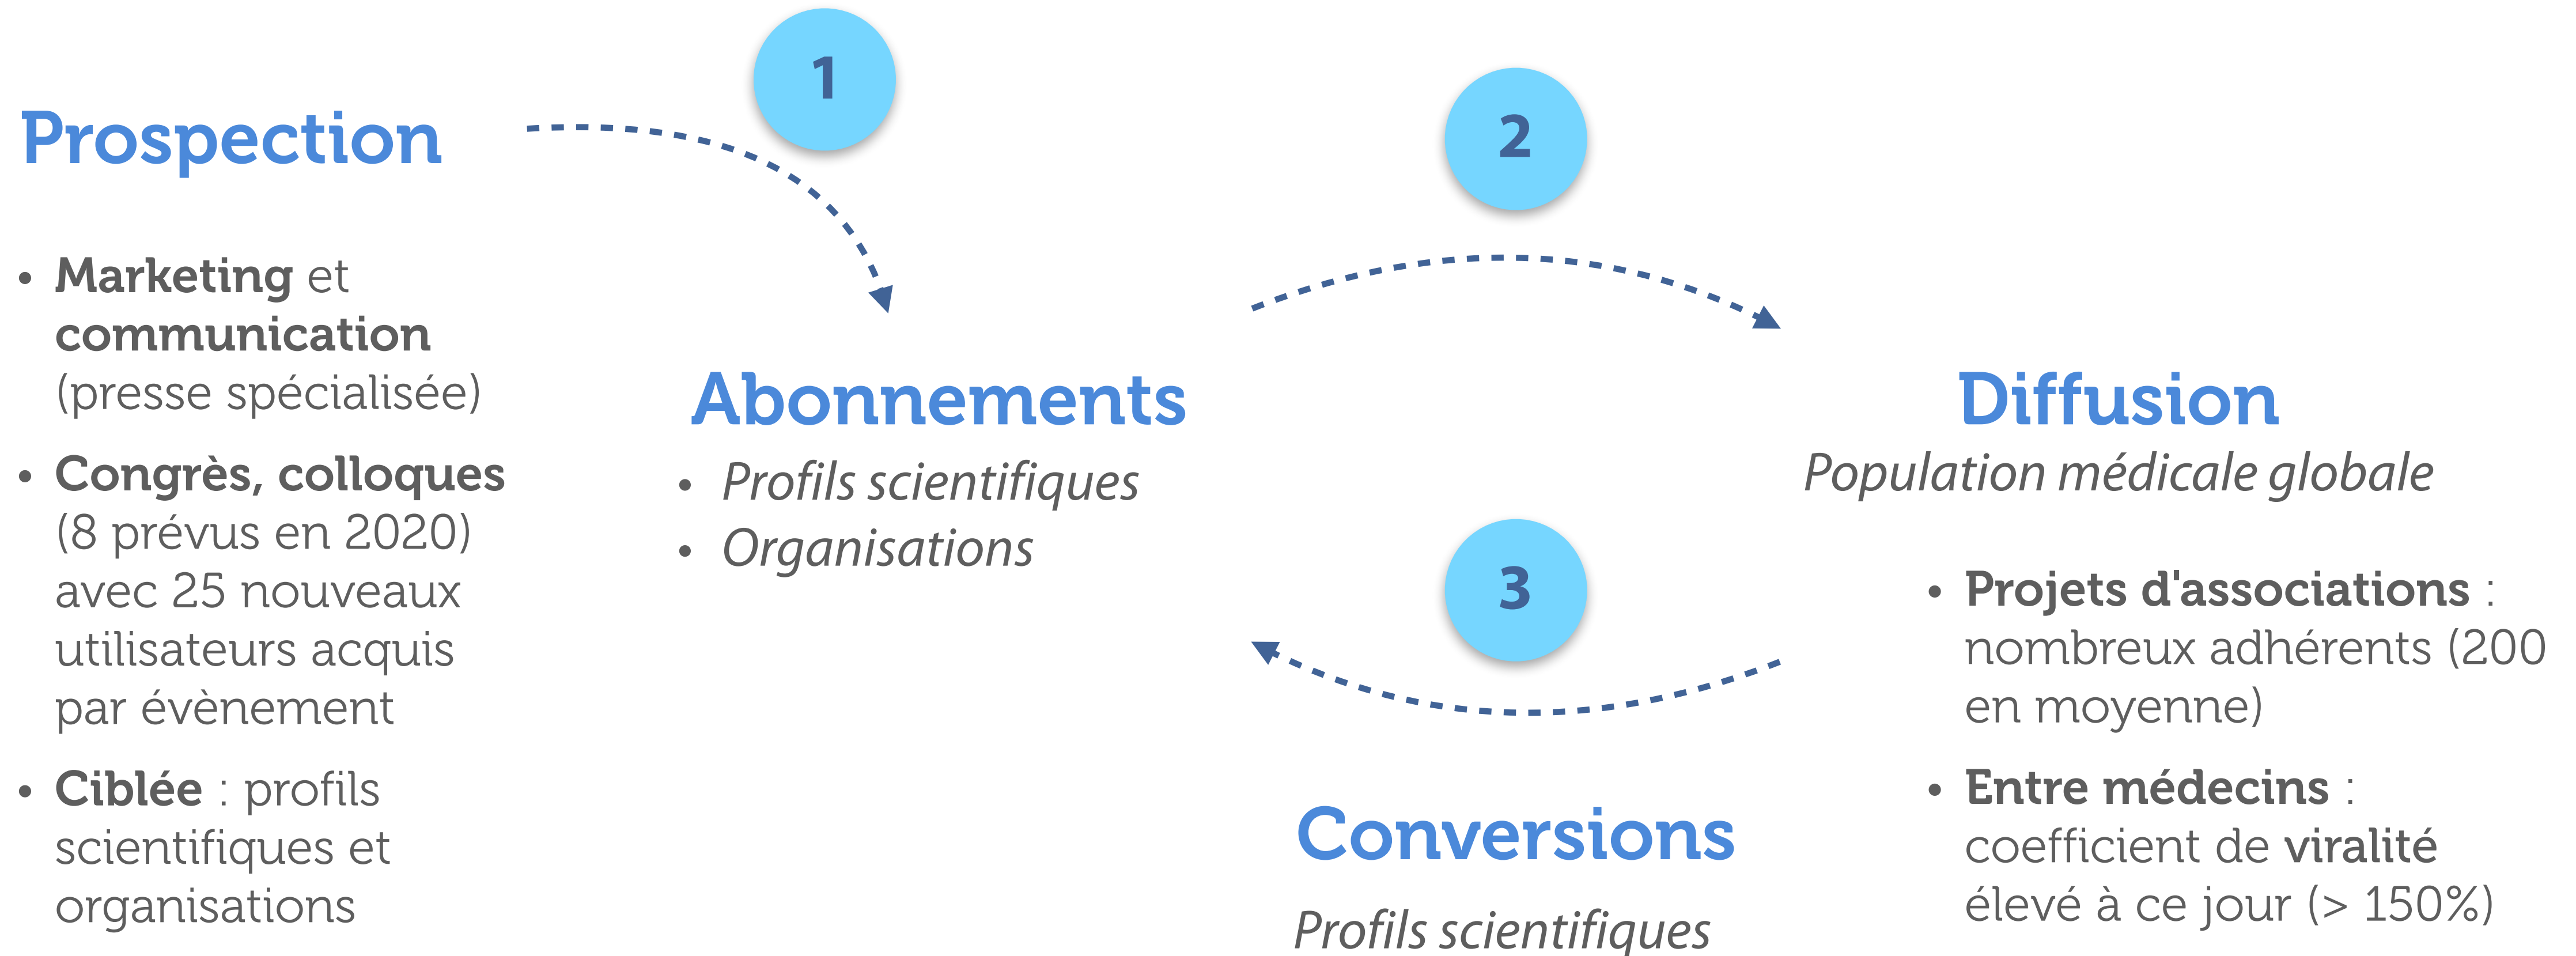 1
Prospection
• Marketing et
communication
(presse spécialisée)
• Congrès, colloques
(8 prévus en 2020)
avec 25 nouveaux
utilisateurs acquis
par évènement
• Ciblée : profils
scientifiques et
organisations
Abonnements
• Profils scientifiques
• Organisations
2
Diffusion
Population médicale globale
• Projets d'associations :
nombreux adhérents (200
en moyenne)
• Entre médecins :
coefficient de viralité
élevé à ce jour (> 150%)
3
Conversions
Profils scientifiques